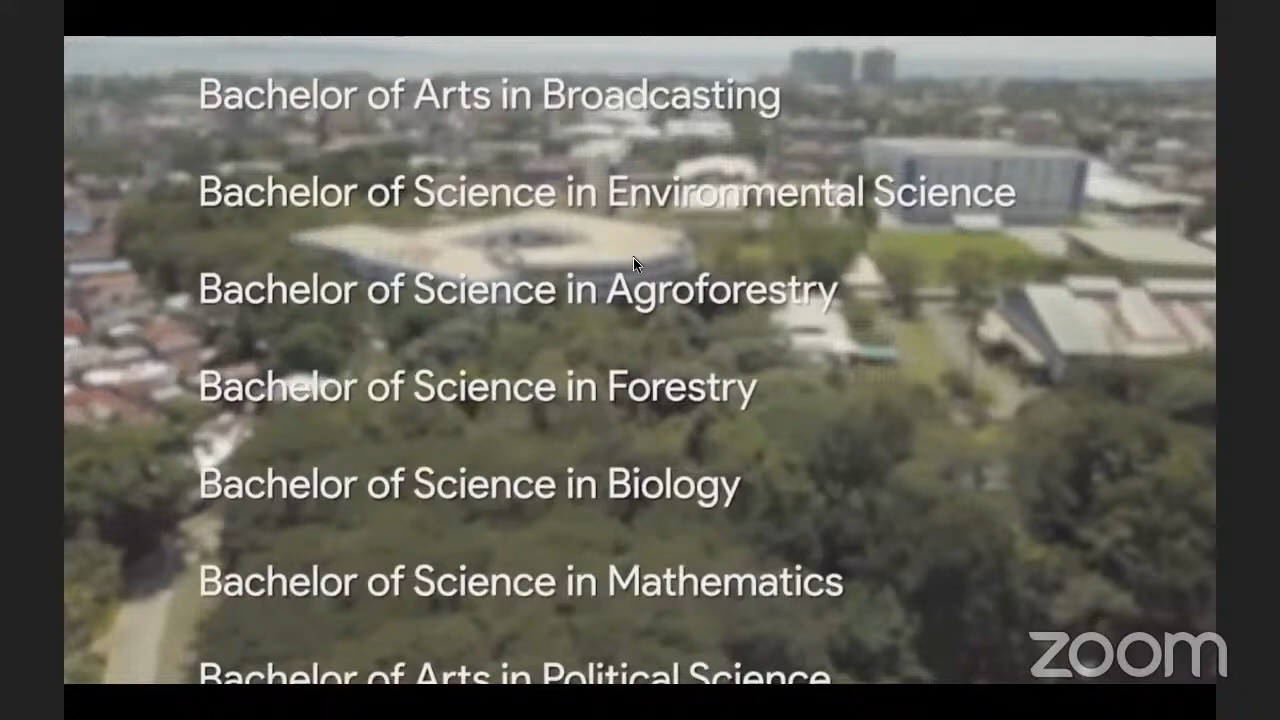 Bachelor of Arts in Broadcasting
Bachelor of Science in Environmental Science
Bachelor of Science in Agroforestry
Bachelor of Science in Forestry
Bachelor of Science in Biology
Bachelor of Science in Mathematics
Bachelor of Arts in Political Science
zoom